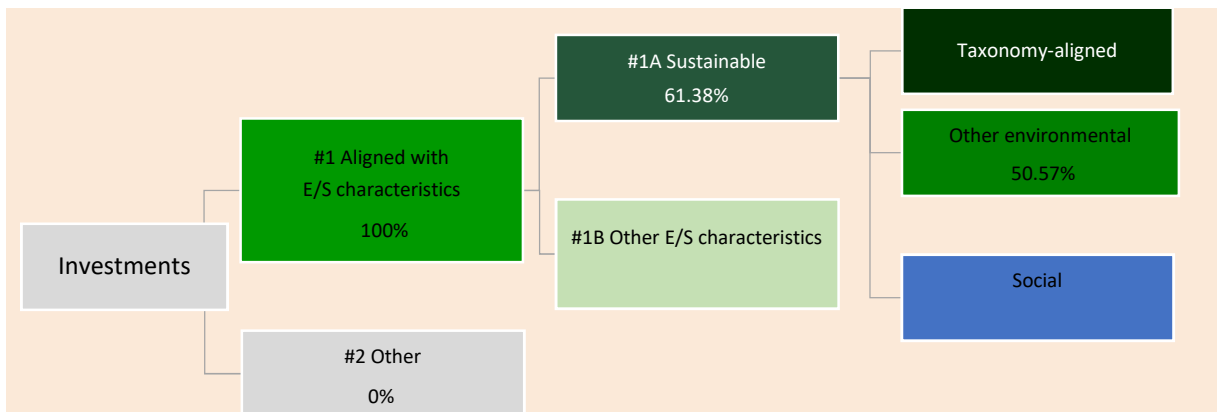 Investments
#1 Aligned with
E/S characteristics
100%
#2 Other
0%
#1A Sustainable
61.38%
#1B Other E/S characteristics
Taxonomy-aligned
Other environmental
50.57%
Social